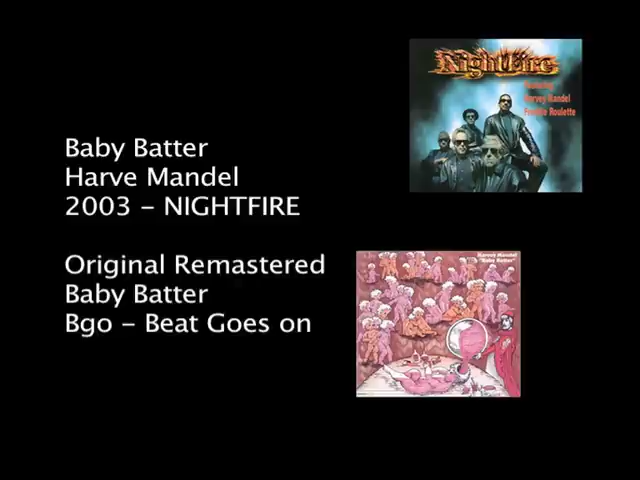 Baby Batter
Harve Mandel
2003 - NIGHTFIRE
Original Remastered
Baby Batter
Bgo - Beat Goes on
NightFire
Harvey Mandel
Freddie Roulette
Harvey Mandel
"Baby Batter"